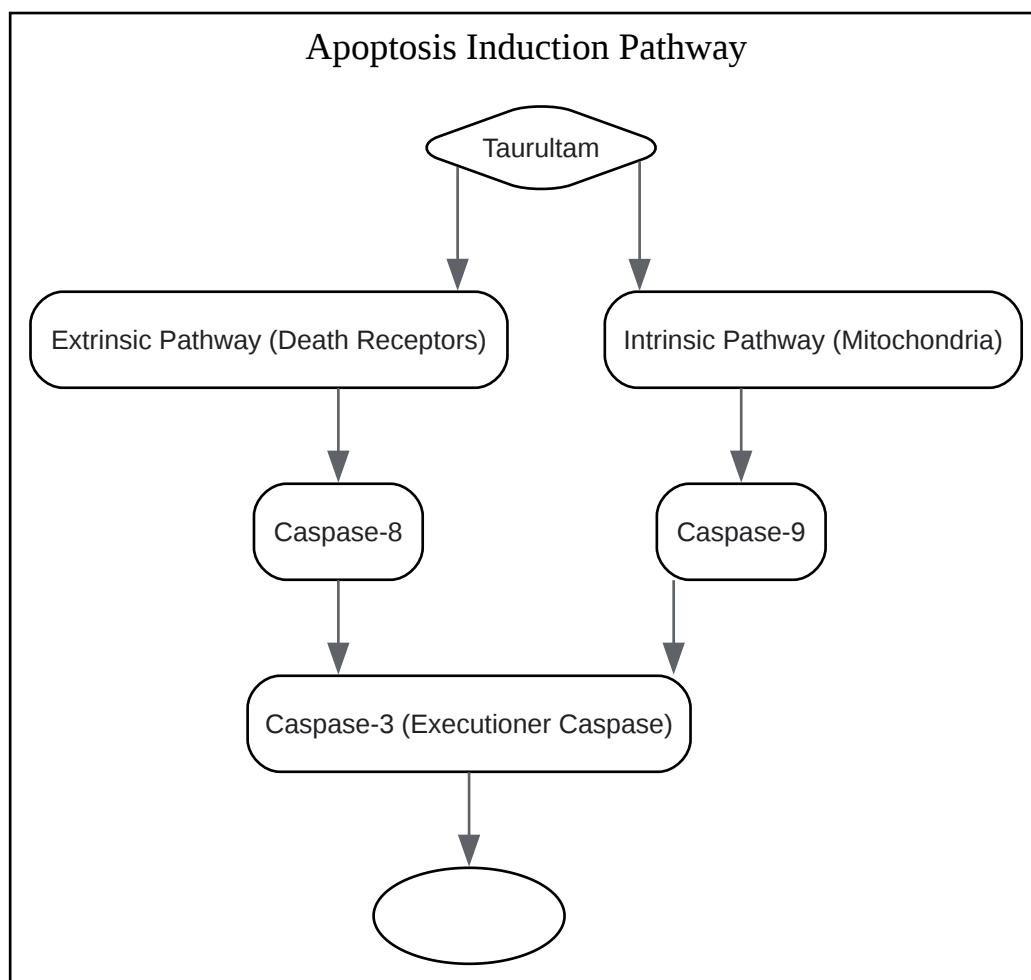 Apoptosis Induction Pathway
Taurultam
Extrinsic Pathway (Death Receptors)
Intrinsic Pathway (Mitochondria)
Caspase-8
Caspase-9
Caspase-3 (Executioner Caspase)